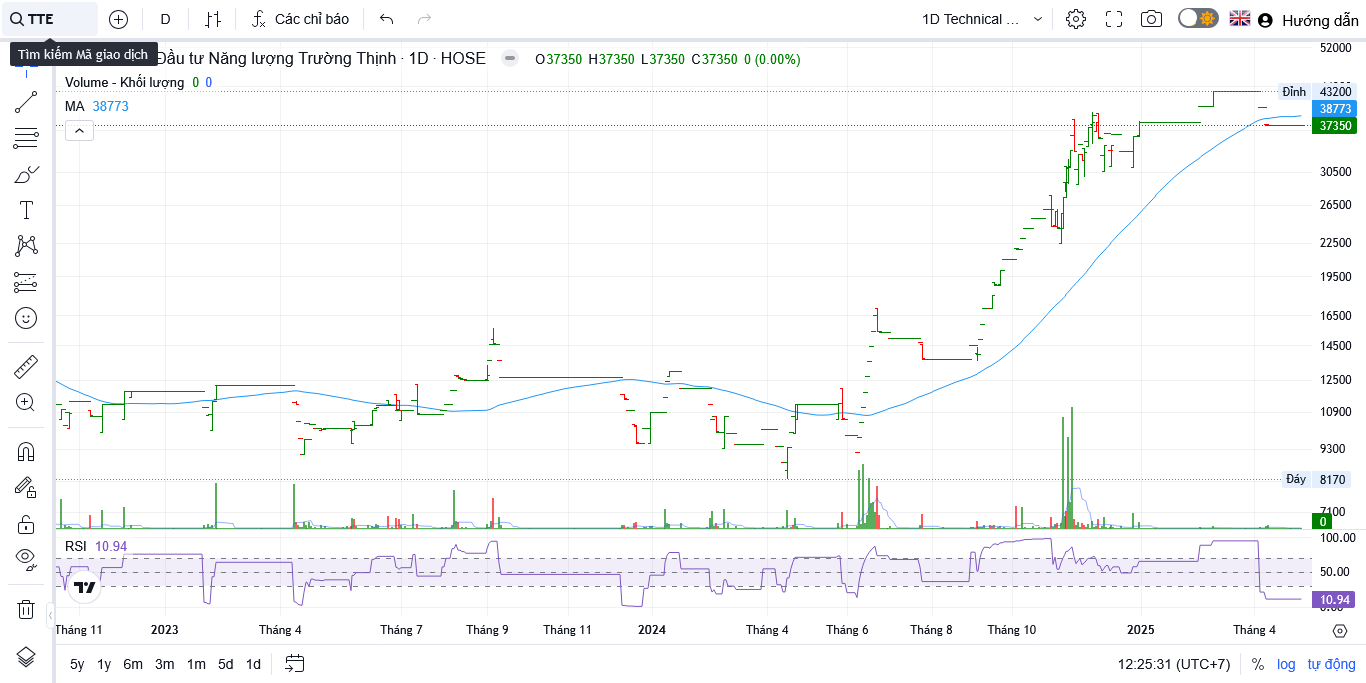 TTE D Các chỉ báo 1D Technical ... Hướng dẫn
Tìm kiếm Mã giao dịch
Đầu tư Năng lượng Trường Thịnh · 1D · HOSE O37350 H37350 L37350 C37350 0 (0.00%)
Volume - Khối lượng 0 0
MA 38773
52000
Đỉnh 43200
38773
37350
30500
26500
22500
19500
16500
14500
12500
10900
9300
Đáy 8170
7100
0
RSI 10.94
100.00
50.00
10.94
0.00
Tháng 11 2023 Tháng 4 Tháng 7 Tháng 9 Tháng 11 2024 Tháng 4 Tháng 6 Tháng 8 Tháng 10 2025 Tháng 4
5y 1y 6m 3m 1m 5d 1d 12:25:31 (UTC+7) % log tự động